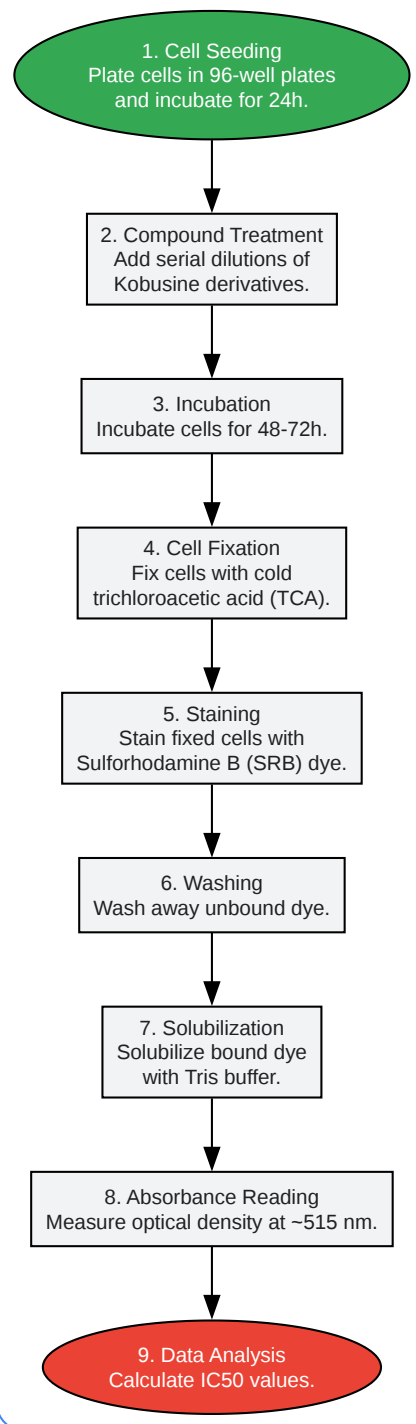 1. Cell Seeding
Plate cells in 96-well plates
and incubate for 24h.
2. Compound Treatment
Add serial dilutions of
Kobusine derivatives.
3. Incubation
Incubate cells for 48-72h.
4. Cell Fixation
Fix cells with cold
trichloroacetic acid (TCA).
5. Staining
Stain fixed cells with
Sulforhodamine B (SRB) dye.
6. Washing
Wash away unbound dye.
7. Solubilization
Solubilize bound dye
with Tris buffer.
8. Absorbance Reading
Measure optical density at ~515 nm.
9. Data Analysis
Calculate IC50 values.